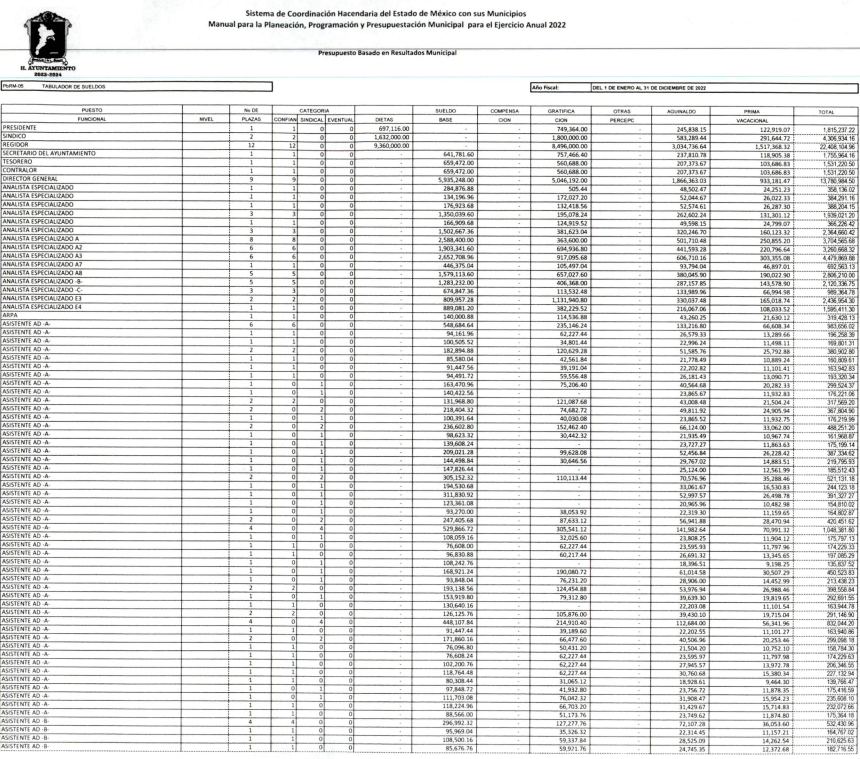 Sistema de Coordinación Hacendaria del Estado de México con sus Municipios
Manual para la Planeación, Programación y Presupuestación Municipal para el Ejercicio Anual 2022
Presupuesto Basado en Resultados Municipal
H. AYUNTAMIENTO
2022-2024
PbRM-05 TABULADOR DE SUELDOS
Año Fiscal: DEL 1 DE ENERO AL 31 DE DICIEMBRE DE 2022
PUESTO No DE CATEGORIA SUELDO COMPENSA GRATIFICA OTRAS AGUINALDO PRIMA TOTAL
FUNCIONAL NIVEL PLAZAS CONFIAN SINDICAL EVENTUAL DIETAS BASE CION CION PERCEPC VACACIONAL
PRESIDENTE 1 1 0 0 697,116.00 - 749,364.00 - 245,838.15 122,919.07 1,815,237.22
SINDICO 2 2 0 0 1,632,000.00 - 1,800,000.00 - 583,289.44 291,644.72 4,306,934.16
REGIDOR 12 12 0 0 9,360,000.00 - 8,496,000.00 - 3,034,736.64 1,517,368.32 22,408,104.96
SECRETARIO DEL AYUNTAMIENTO 1 1 0 0 - 641,781.60 - 757,466.40 - 237,810.78 118,905.38 1,755,964.16
TESORERO 1 1 0 0 - 659,472.00 - 560,688.00 - 207,373.67 103,686.83 1,531,220.50
CONTRALOR 1 1 0 0 - 659,472.00 - 560,688.00 - 207,373.67 103,686.83 1,531,220.50
DIRECTOR GENERAL 9 9 0 0 - 5,935,248.00 - 5,046,192.00 - 1,866,363.03 933,181.47 13,780,984.50
ANALISTA ESPECIALIZADO 1 1 0 0 - 284,876.88 - 505.44 - 48,502.47 24,251.23 358,136.02
ANALISTA ESPECIALIZADO 1 1 0 0 - 134,196.96 - 172,027.20 - 52,044.67 26,022.33 384,291.16
ANALISTA ESPECIALIZADO 1 1 0 0 - 176,923.68 - 132,418.56 - 52,574.61 26,287.30 388,204.15
ANALISTA ESPECIALIZADO 3 3 0 0 - 1,350,039.60 - 195,078.24 - 262,602.24 131,301.12 1,939,021.20
ANALISTA ESPECIALIZADO 1 1 0 0 - 166,909.68 - 124,919.52 - 49,598.15 24,799.07 366,226.42
ANALISTA ESPECIALIZADO 3 3 0 0 - 1,502,667.36 - 381,623.04 - 320,246.70 160,123.32 2,364,660.42
ANALISTA ESPECIALIZADO A 8 8 0 0 - 2,588,400.00 - 363,600.00 - 501,710.48 250,855.20 3,704,565.68
ANALISTA ESPECIALIZADO A2 6 6 0 0 - 1,903,341.60 - 694,936.80 - 441,593.28 220,796.64 3,260,668.32
ANALISTA ESPECIALIZADO A3 6 6 0 0 - 2,652,708.96 - 917,095.68 - 606,710.16 303,355.08 4,479,869.88
ANALISTA ESPECIALIZADO A7 1 1 0 0 - 446,375.04 - 105,497.04 - 93,794.04 46,897.01 692,563.13
ANALISTA ESPECIALIZADO AB 5 5 0 0 - 1,579,113.60 - 657,027.60 - 380,045.90 190,022.90 2,806,210.00
ANALISTA ESPECIALIZADO -B- 5 5 0 0 - 1,283,232.00 - 406,368.00 - 287,157.85 143,578.90 2,120,336.75
ANALISTA ESPECIALIZADO -C- 3 3 0 0 - 674,847.36 - 113,532.48 - 133,989.96 66,994.98 989,364.78
ANALISTA ESPECIALIZADO E3 2 2 0 0 - 809,957.28 - 1,131,940.80 - 330,037.48 165,018.74 2,436,954.30
ANALISTA ESPECIALIZADO E4 1 1 0 0 - 889,081.20 - 382,229.52 - 216,067.06 108,033.52 1,595,411.30
ARPA 1 1 0 0 - 140,000.88 - 114,536.88 - 43,260.25 21,630.12 319,428.13
ASISTENTE AD -A- 6 6 0 0 - 548,684.64 - 235,146.24 - 133,216.80 66,608.34 983,656.02
ASISTENTE AD -A- 1 1 0 0 - 94,161.96 - 62,227.44 - 26,579.33 13,289.66 196,258.39
ASISTENTE AD -A- 1 1 0 0 - 100,505.52 - 34,801.44 - 22,996.24 11,498.11 169,801.31
ASISTENTE AD -A- 2 2 0 0 - 182,894.88 - 120,629.28 - 51,585.76 25,792.88 380,902.80
ASISTENTE AD -A- 1 1 0 0 - 85,580.04 - 42,561.84 - 21,778.49 10,889.24 160,809.61
ASISTENTE AD -A- 1 1 0 0 - 91,447.56 - 39,191.04 - 22,202.82 11,101.41 163,942.83
ASISTENTE AD -A- 1 1 0 0 - 94,491.72 - 59,556.48 - 26,181.43 13,090.71 193,320.34
ASISTENTE AD -A- 1 0 1 0 - 163,470.96 - 75,206.40 - 40,564.68 20,282.33 299,524.37
ASISTENTE AD -A- 1 0 1 0 - 140,422.56 - - - 23,865.67 11,932.83 176,221.06
ASISTENTE AD -A- 2 2 0 0 - 131,968.80 - 121,087.68 - 43,008.48 21,504.24 317,569.20
ASISTENTE AD -A- 2 0 2 0 - 218,404.32 - 74,682.72 - 49,811.92 24,905.94 367,804.90
ASISTENTE AD -A- 1 0 1 0 - 100,391.64 - 40,030.08 - 23,865.52 11,932.75 176,219.99
ASISTENTE AD -A- 2 0 2 0 - 236,602.80 - 152,462.40 - 66,124.00 33,062.00 488,251.20
ASISTENTE AD -A- 1 0 1 0 - 98,623.32 - 30,442.32 - 21,935.49 10,967.74 161,968.87
ASISTENTE AD -A- 1 0 1 0 - 139,608.24 - - - 23,727.27 11,863.63 175,199.14
ASISTENTE AD -A- 1 0 1 0 - 209,021.28 - 99,628.08 - 52,456.84 26,228.42 387,334.62
ASISTENTE AD -A- 1 0 1 0 - 144,498.84 - 30,646.56 - 29,767.02 14,883.51 219,795.93
ASISTENTE AD -A- 1 0 1 0 - 147,826.44 - - - 25,124.00 12,561.99 185,512.43
ASISTENTE AD -A- 2 0 2 0 - 305,152.32 - 110,113.44 - 70,576.96 35,288.46 521,131.18
ASISTENTE AD -A- 1 0 1 0 - 194,530.68 - - - 33,061.67 16,530.83 244,123.18
ASISTENTE AD -A- 1 0 1 0 - 311,830.92 - - - 52,997.57 26,498.78 391,327.27
ASISTENTE AD -A- 1 0 1 0 - 123,361.08 - - - 20,965.96 10,482.98 154,810.02
ASISTENTE AD -A- 1 0 1 0 - 93,270.00 - 38,053.92 - 22,319.30 11,159.65 164,802.87
ASISTENTE AD -A- 2 0 2 0 - 247,405.68 - 87,633.12 - 56,941.88 28,470.94 420,451.62
ASISTENTE AD -A- 4 0 4 0 - 529,866.72 - 305,541.12 - 141,982.64 70,991.32 1,048,381.80
ASISTENTE AD -A- 1 0 1 0 - 108,059.16 - 32,025.60 - 23,808.25 11,904.12 175,797.13
ASISTENTE AD -A- 1 1 0 0 - 76,608.00 - 62,227.44 - 23,595.93 11,797.96 174,229.33
ASISTENTE AD -A- 1 1 0 0 - 96,830.88 - 60,217.44 - 26,691.32 13,345.65 197,085.29
ASISTENTE AD -A- 1 0 1 0 - 108,242.76 - - - 18,396.51 9,198.25 135,837.52
ASISTENTE AD -A- 1 0 1 0 - 168,921.24 - 190,080.72 - 61,014.58 30,507.29 450,523.83
ASISTENTE AD -A- 1 0 1 0 - 93,848.04 - 76,231.20 - 28,906.00 14,452.99 213,438.23
ASISTENTE AD -A- 2 2 0 0 - 193,138.56 - 124,454.88 - 53,976.94 26,988.46 398,558.84
ASISTENTE AD -A- 1 0 1 0 - 153,919.80 - 79,312.80 - 39,639.30 19,819.65 292,691.55
ASISTENTE AD -A- 1 1 0 0 - 130,640.16 - - - 22,203.08 11,101.54 163,944.78
ASISTENTE AD -A- 2 2 0 0 - 126,125.76 - 105,876.00 - 39,430.10 19,715.04 291,146.90
ASISTENTE AD -A- 4 0 4 0 - 448,107.84 - 214,910.40 - 112,684.00 56,341.96 832,044.20
ASISTENTE AD -A- 1 1 0 0 - 91,447.44 - 39,189.60 - 22,202.55 11,101.27 163,940.86
ASISTENTE AD -A- 2 0 2 0 - 171,860.16 - 66,477.60 - 40,507.00 20,253.46 299,098.18
ASISTENTE AD -A- 1 1 0 0 - 76,096.80 - 50,431.20 - 21,504.20 10,752.10 158,784.30
ASISTENTE AD -A- 1 1 0 0 - 76,608.24 - 62,227.44 - 23,595.97 11,797.98 174,229.63
ASISTENTE AD -A- 1 1 0 0 - 102,200.76 - 62,227.44 - 27,945.57 13,972.78 206,346.55
ASISTENTE AD -A- 1 1 0 0 - 118,764.48 - 62,227.44 - 30,760.68 15,380.34 227,132.94
ASISTENTE AD -A- 1 1 0 0 - 80,308.44 - 31,065.12 - 18,928.61 9,464.30 139,766.47
ASISTENTE AD -A- 1 0 1 0 - 97,848.72 - 41,932.80 - 23,756.72 11,878.35 175,416.59
ASISTENTE AD -A- 1 0 1 0 - 111,703.08 - 76,042.32 - 31,908.47 15,954.23 235,608.10
ASISTENTE AD -A- 1 1 0 0 - 118,224.96 - 66,703.20 - 31,429.67 15,714.83 232,072.66
ASISTENTE AD -A- 1 1 0 0 - 88,566.00 - 51,173.76 - 23,749.62 11,874.80 175,364.18
ASISTENTE AD -B- 4 4 0 0 - 296,992.32 - 127,277.76 - 72,107.28 36,053.60 532,430.96
ASISTENTE AD -B- 1 1 0 0 - 95,969.04 - 35,326.32 - 22,314.45 11,157.21 164,767.02
ASISTENTE AD -B- 1 1 0 0 - 108,500.16 - 59,337.84 - 28,525.09 14,262.54 210,625.63
ASISTENTE AD -B- 1 1 0 0 - 85,676.76 - 59,921.76 - 24,745.35 12,372.68 182,716.55